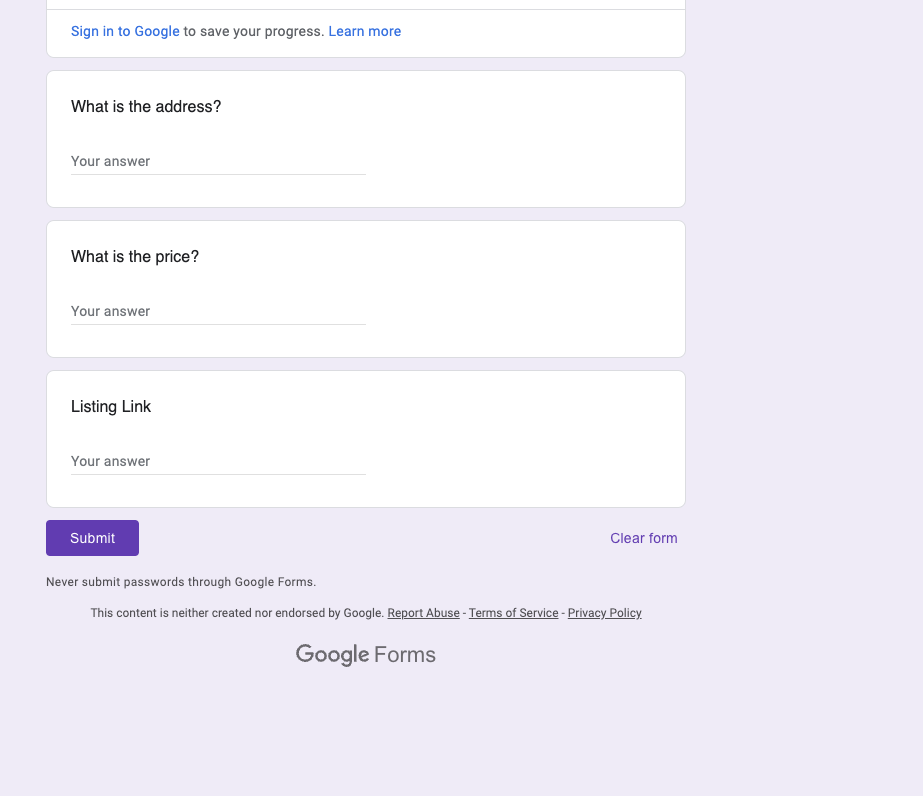 Sign in to Google to save your progress. Learn more
What is the address?
Your answer
What is the price?
Your answer
Listing Link
Your answer
Submit
Clear form
Never submit passwords through Google Forms.
This content is neither created nor endorsed by Google. Report Abuse - Terms of Service - Privacy Policy
Google Forms